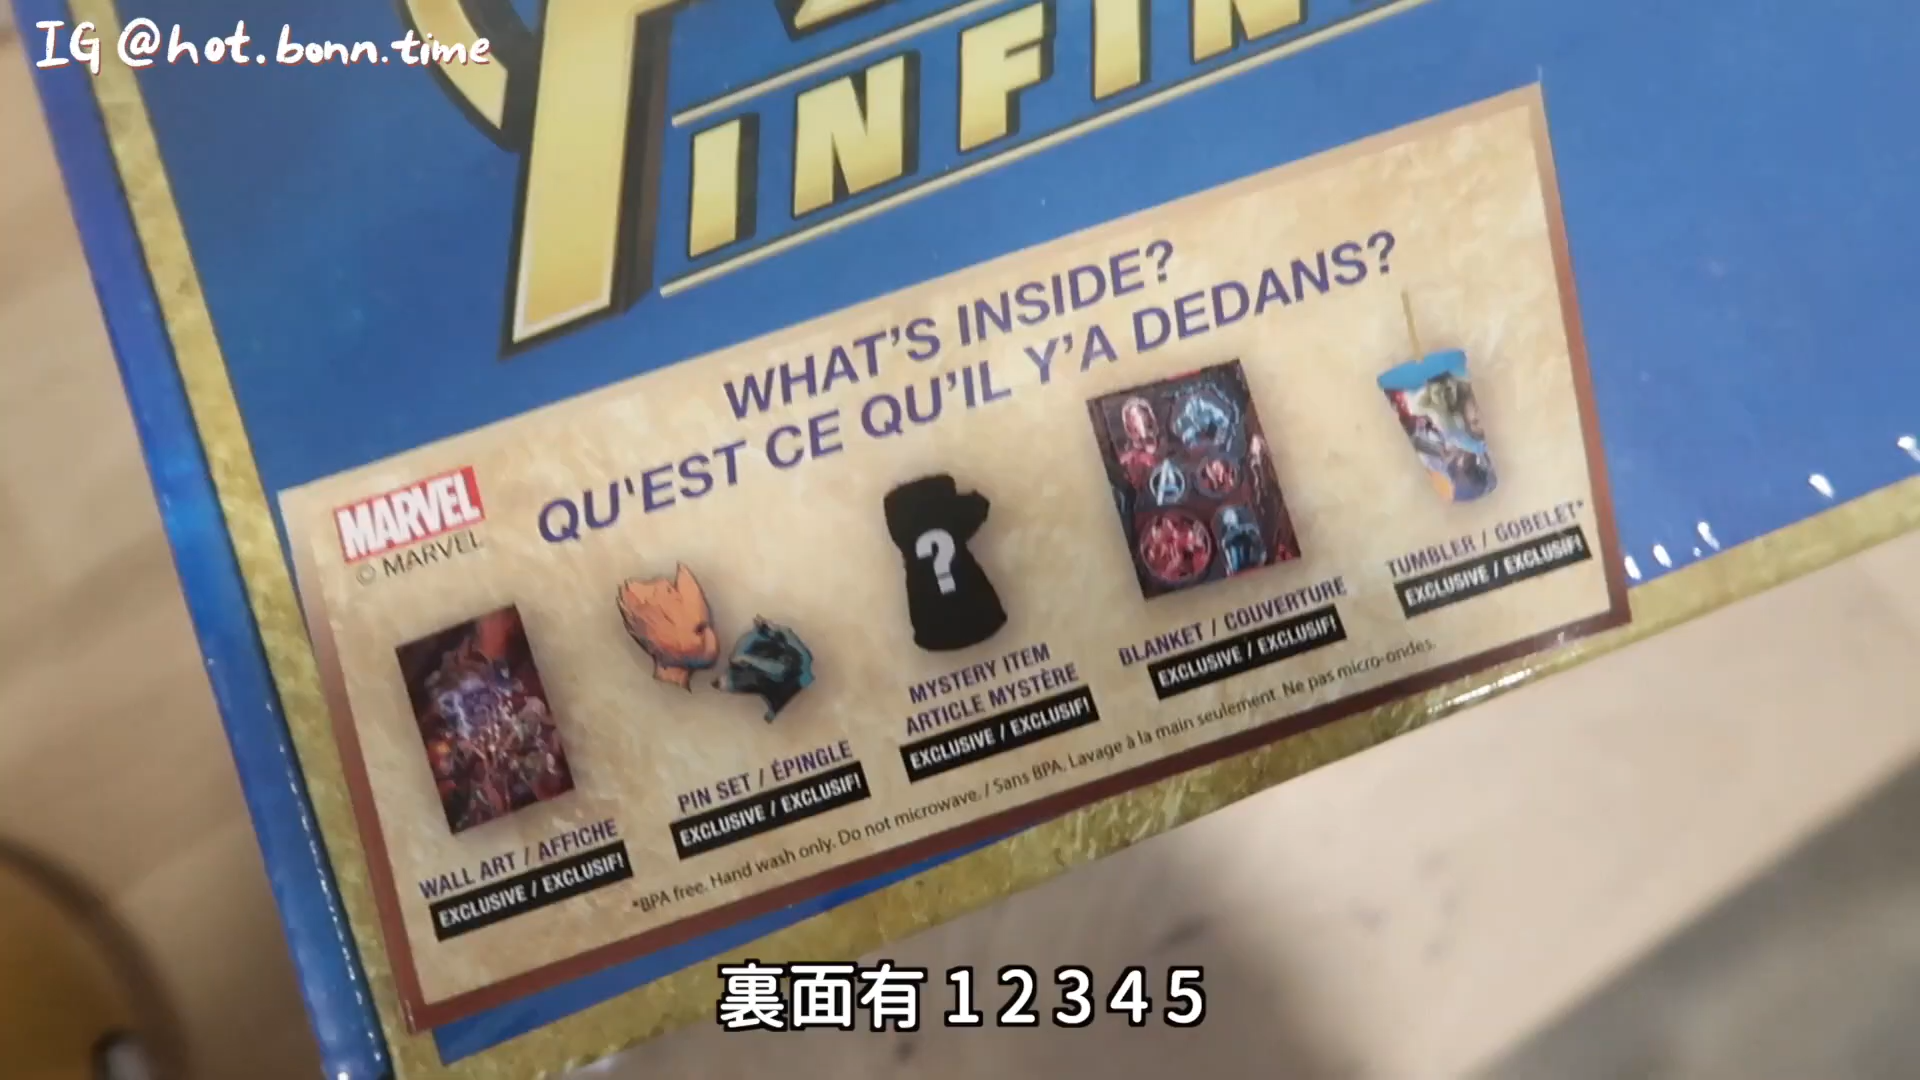 IG @hot.bonn.time
INFIN
WHAT'S INSIDE?
QU'EST CE QU'IL Y'A DEDANS?
MARVEL
© MARVEL
?
WALL ART / AFFICHE
EXCLUSIVE / EXCLUSIF!
PIN SET / ÉPINGLE
EXCLUSIVE / EXCLUSIF!
MYSTERY ITEM
ARTICLE MYSTÈRE
EXCLUSIVE / EXCLUSIF!
BLANKET / COUVERTURE
EXCLUSIVE / EXCLUSIF!
TUMBLER / GOBELET*
EXCLUSIVE / EXCLUSIF!
*BPA free. Hand wash only. Do not microwave. / Sans BPA. Lavage à la main seulement. Ne pas micro-ondes.
裏面有 1 2 3 4 5